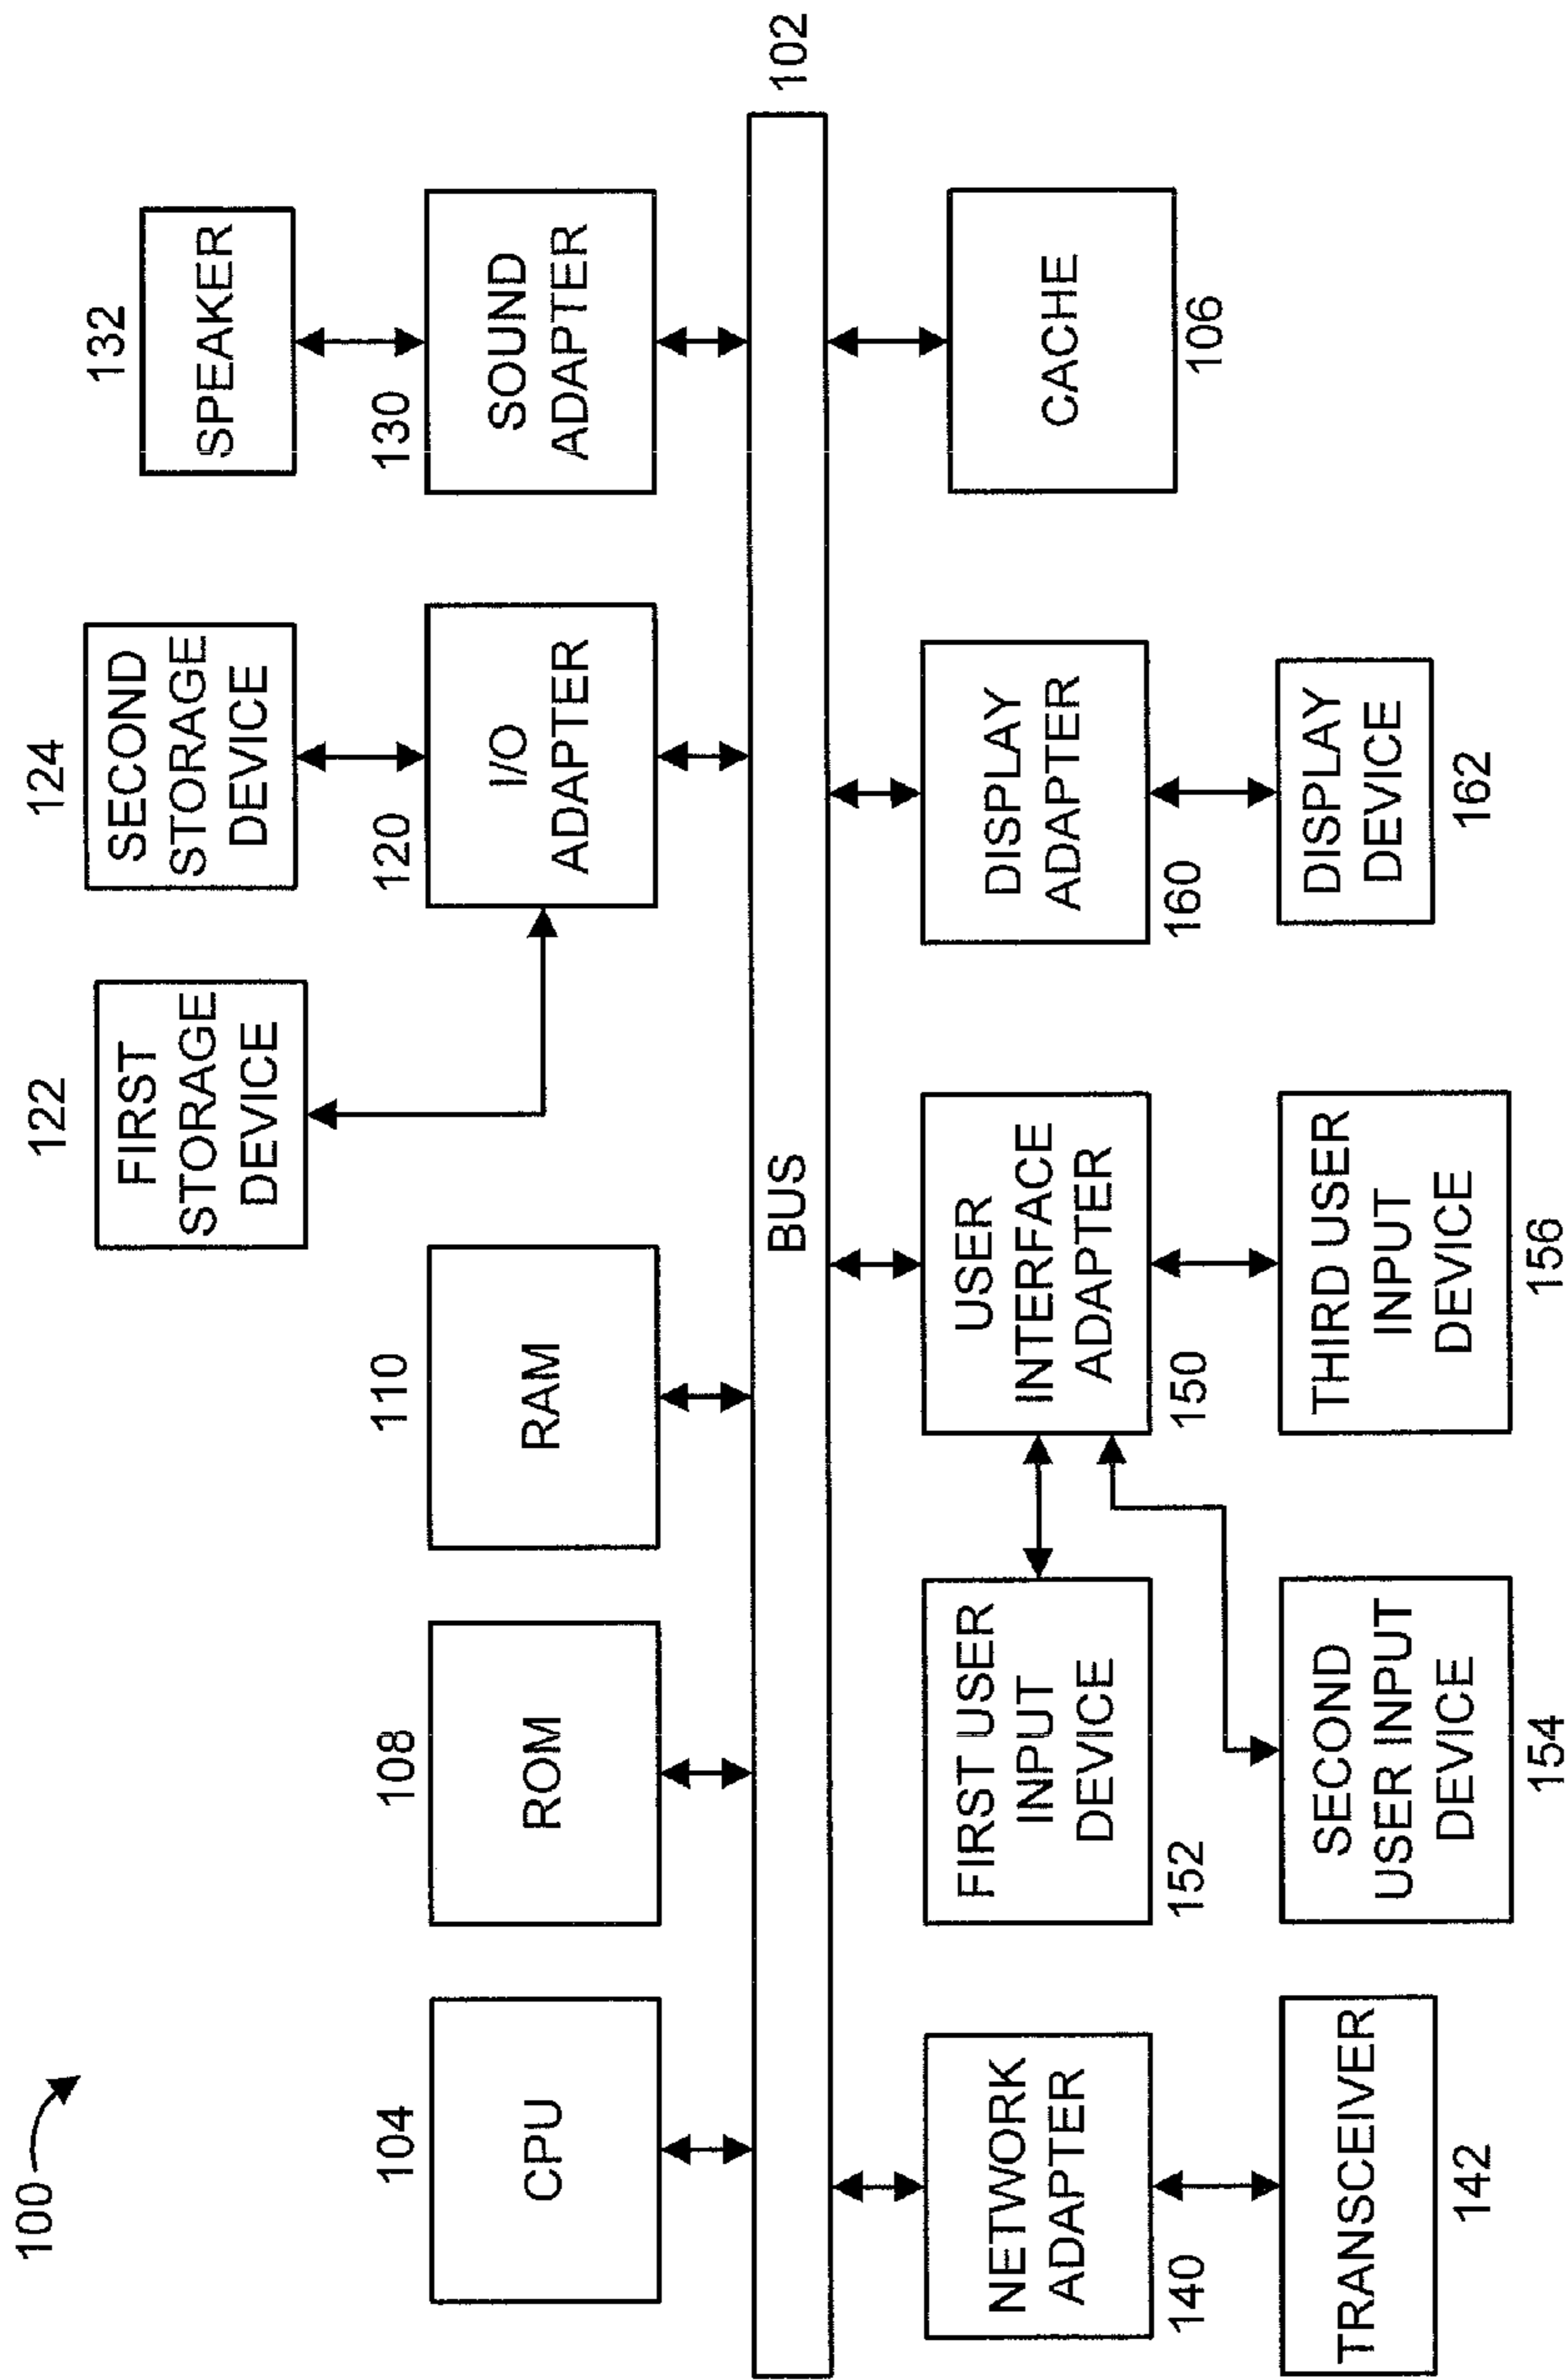 100
122
FIRST
STORAGE
DEVICE
124
SECOND
STORAGE
DEVICE
132
SPEAKER
104
CPU
108
ROM
110
RAM
120
I/O
ADAPTER
130
SOUND
ADAPTER
BUS
102
NETWORK
ADAPTER
140
FIRST USER
INPUT
DEVICE
152
USER
INTERFACE
ADAPTER
150
DISPLAY
ADAPTER
160
CACHE
106
TRANSCEIVER
142
SECOND
USER INPUT
DEVICE
154
THIRD USER
INPUT
DEVICE
156
DISPLAY
DEVICE
162